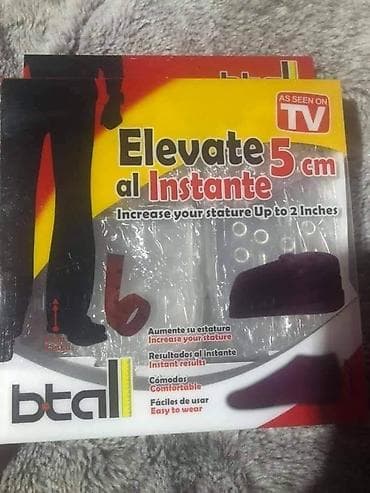 btall
AS SEEN ON
TV
Elevate 5 cm
al Instante
Increase your stature Up to 2 Inches
Aumente su estatura
Increase your stature
Resultados al instante
Instant results
Cómodas
Comfortable
Fáciles de usar
Easy to wear
b·tall